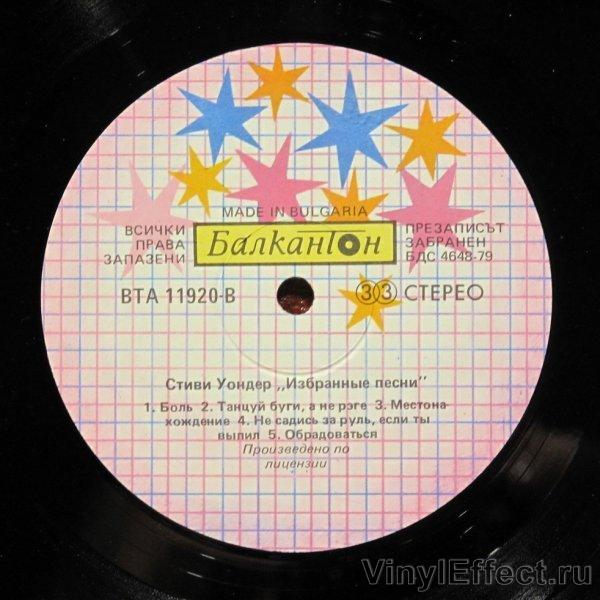 MADE IN BULGARIA
ВСИЧКИ
ПРАВА
ЗАПАЗЕНИ
Балкантон
ПРЕЗАПИСЪТ
ЗАБРАНЕН
БДС 4648-79
ВТА 11920-В
33 СТЕРЕО
Стиви Уондер „Избранные песни"
1. Боль 2. Танцуй буги, а не рэге 3. Местона-
хождение 4. Не садись за руль, если ты
выпил 5. Обрадоваться
Произведено по
лицензии
VinylEffect.ru